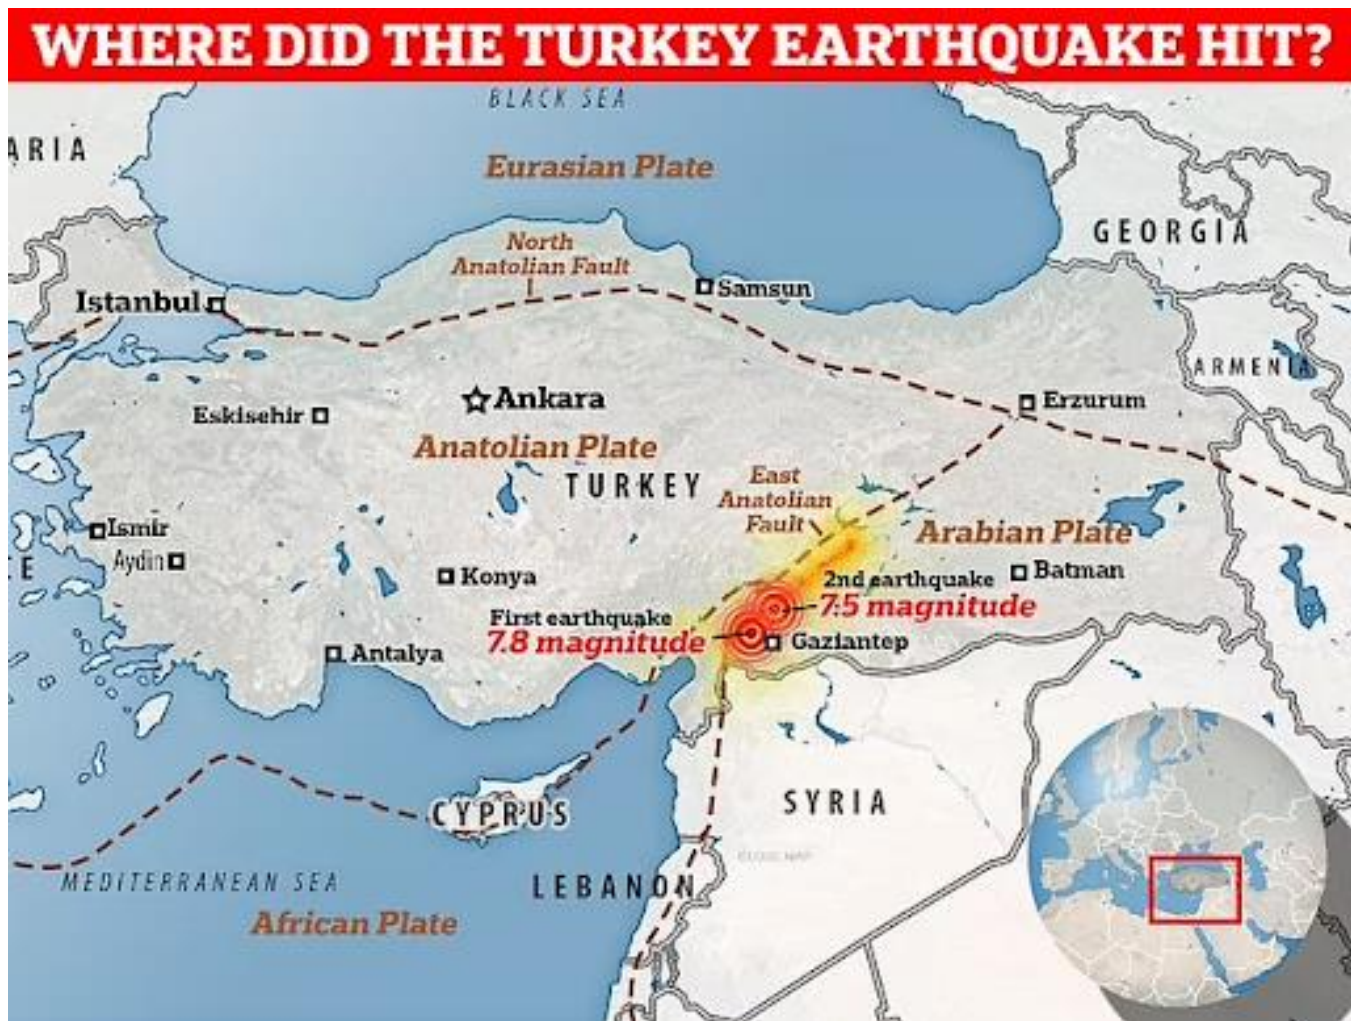 WHERE DID THE TURKEY EARTHQUAKE HIT?
BLACK SEA
ARIA
Eurasian Plate
GEORGIA
North
Anatolian Fault
Samsun
Istanbul
ARMENIA
Ankara
Erzurum
Eskisehir
Anatolian Plate
TURKEY
East
Anatolian
Fault
Arabian Plate
Ismir
Aydin
E
Konya
Batman
2nd earthquake
7:5 magnitude
First earthquake
7.8 magnitude
Gaziantep
Antalya
SYRIA
CYPRUS
MEDITERRANEAN SEA
LEBANON
African Plate